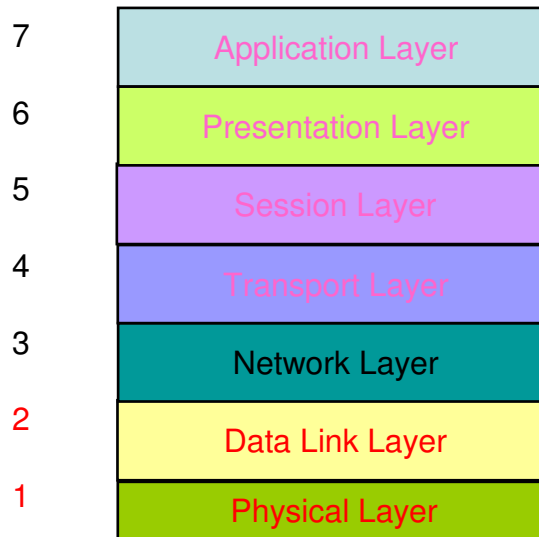 7 Application Layer
6 Presentation Layer
5 Session Layer
4 Transport Layer
3 Network Layer
2 Data Link Layer
1 Physical Layer